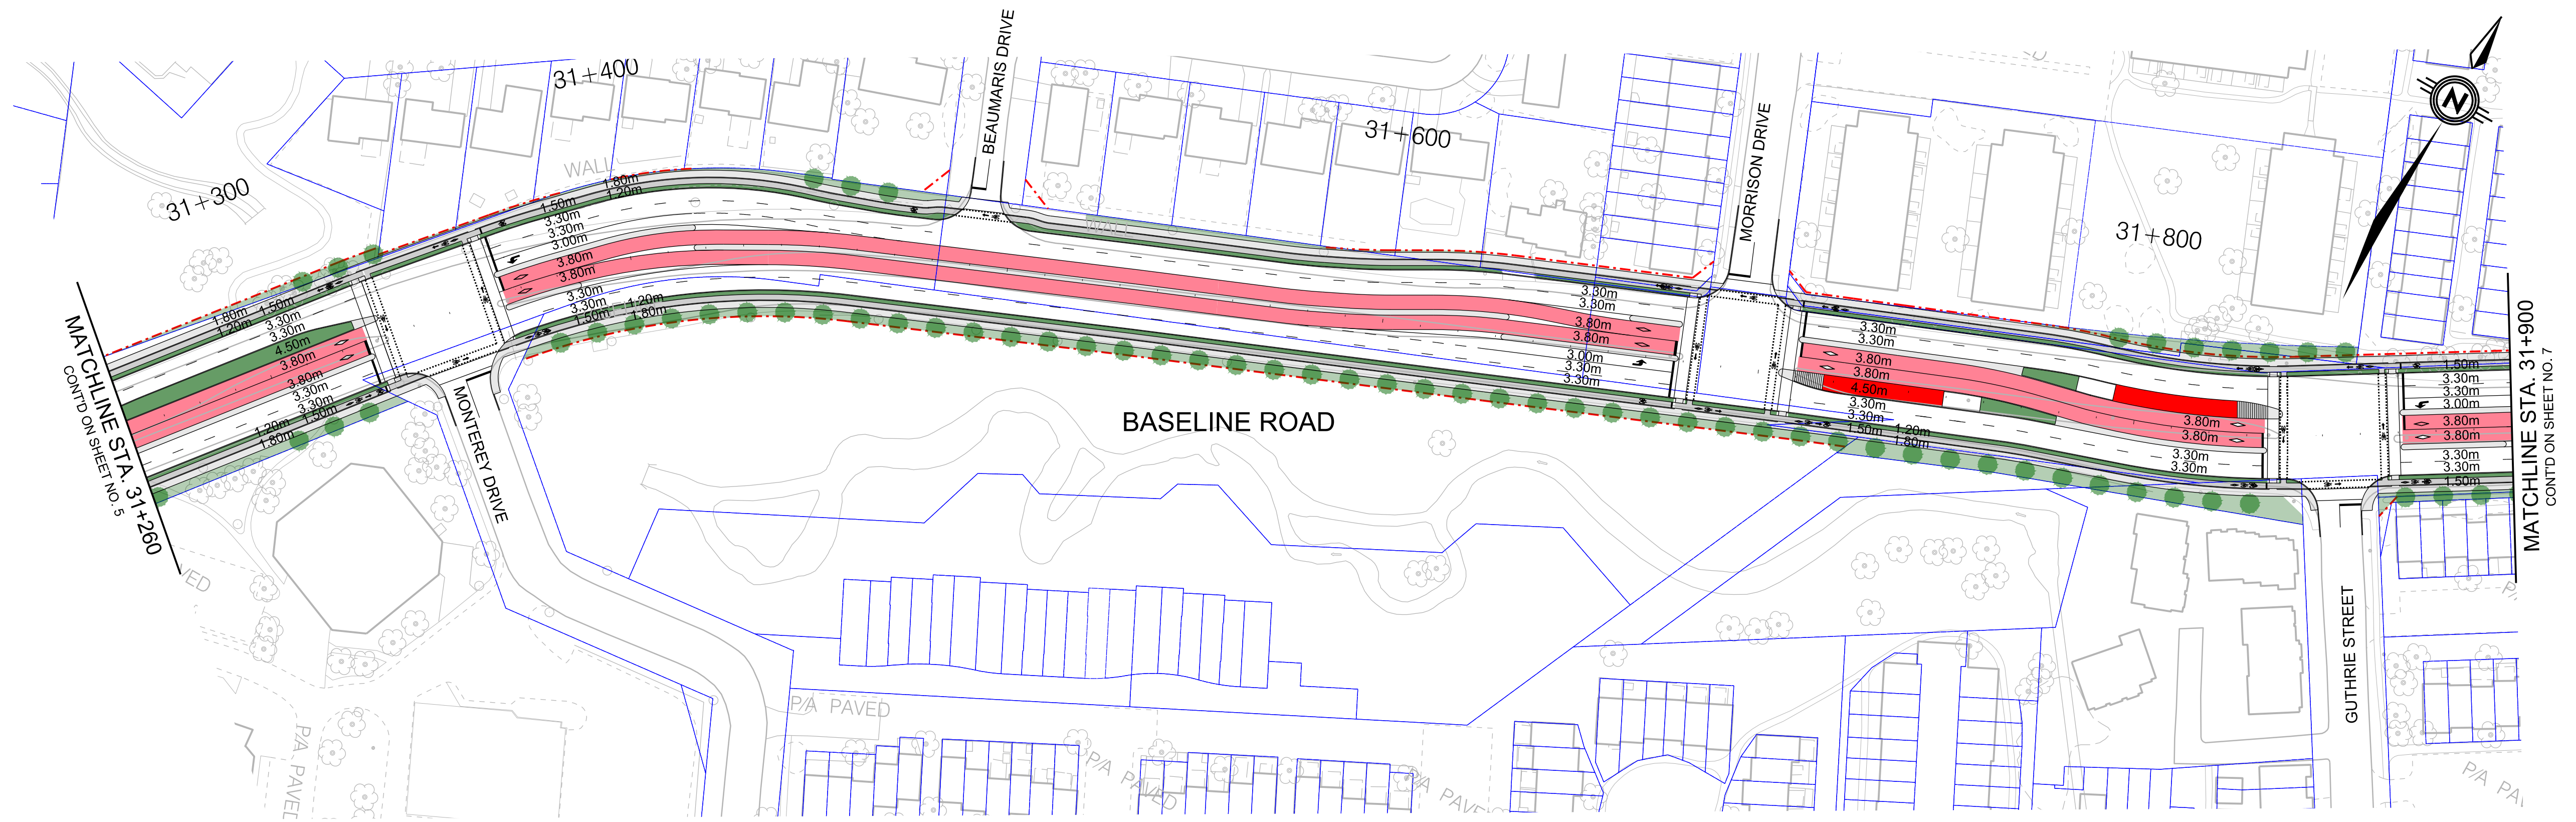 MATCHLINE STA. 31+260
CONT'D ON SHEET NO. 5
31+300
31+400
31+600
31+800
WALL
WALL
BEAUMARIS DRIVE
MORRISON DRIVE
MONTEREY DRIVE
GUTHRIE STREET
BASELINE ROAD
N
1.80m
1.50m
1.20m
3.30m
3.30m
4.50m
3.80m
3.80m
3.30m
3.30m
1.50m
1.20m
1.80m
1.80m
1.20m
1.50m
3.30m
3.30m
3.00m
3.80m
3.80m
3.30m
3.30m
1.20m
1.50m
1.80m
3.30m
3.30m
3.80m
3.80m
3.00m
3.30m
3.30m
3.30m
3.30m
3.80m
3.80m
4.50m
3.30m
3.30m
1.50m
1.20m
1.80m
3.80m
3.80m
3.30m
3.30m
1.50m
3.30m
3.30m
3.00m
3.80m
3.80m
3.30m
3.30m
1.50m
P/A PAVED
P/A PAVED
P/A PAVED
P/A PAVED
MATCHLINE STA. 31+900
CONT'D ON SHEET NO. 7